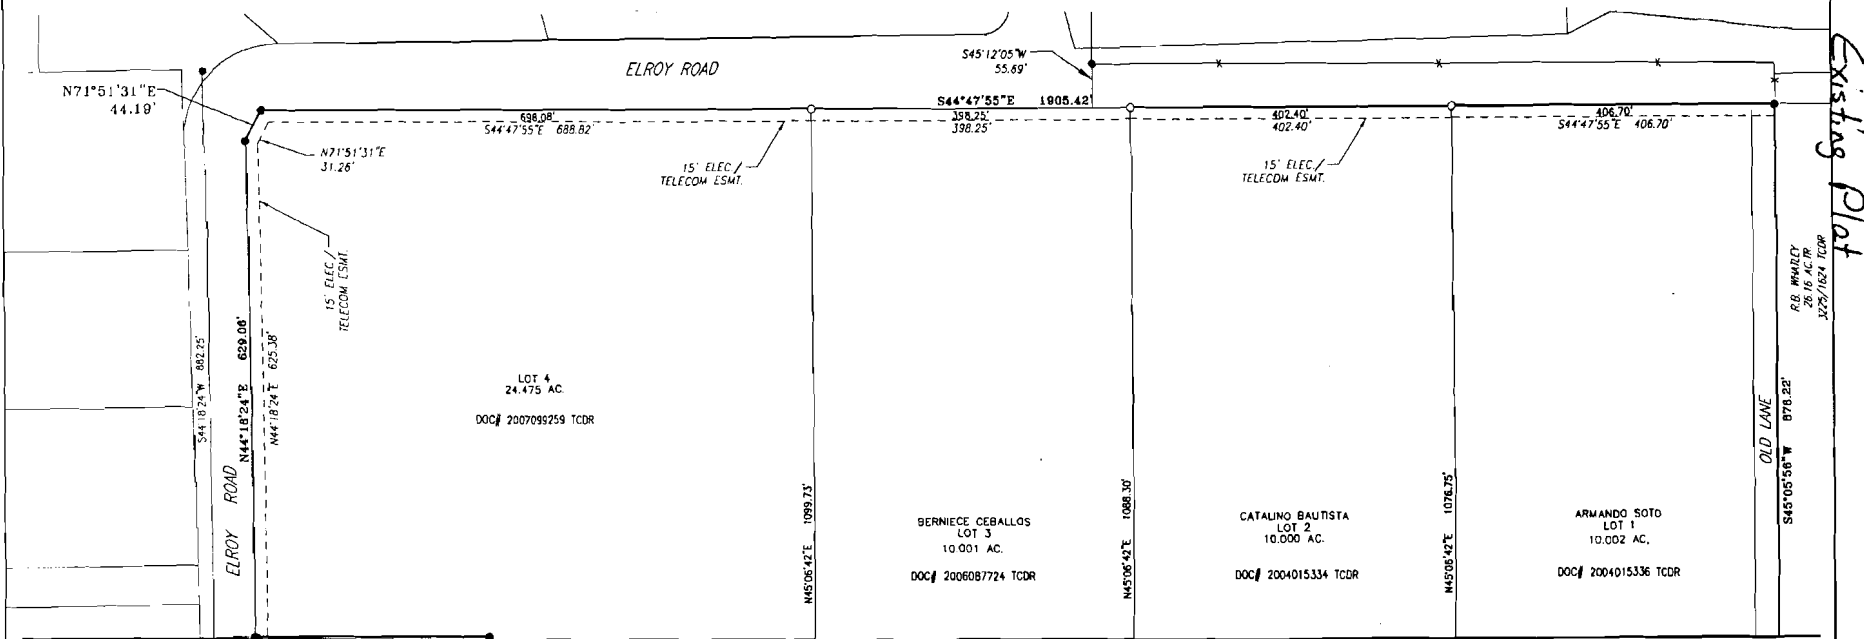 Existing Plat
ELROY ROAD
S45°12'05"W
55.69'
N71°51'31"E
44.19'
S44°47'55"E 1905.42'
698.08'
S44°47'55"E 688.82'
398.25'
398.25'
402.40'
402.40'
406.70'
S44°47'55"E 406.70'
N71°51'31"E
31.26'
15' ELEC./
TELECOM ESMT.
15' ELEC./
TELECOM ESMT.
15' ELEC./
TELECOM ESMT.
R.B. WHATLEY
26.16 AC.TR.
3225/1624 TCDR
S44°18'24"W 882.25'
N44°18'24"E 629.06'
N44°18'24"E 625.38'
ELROY ROAD
LOT 4
24.475 AC.
DOC# 2007099259 TCDR
N45°06'42"E 1099.73'
BERNIECE CEBALLOS
LOT 3
10.001 AC.
DOC# 2006087724 TCDR
N45°06'42"E 1088.30'
CATALINO BAUTISTA
LOT 2
10.000 AC.
DOC# 2004015334 TCDR
N45°06'42"E 1076.75'
ARMANDO SOTO
LOT 1
10.002 AC.
DOC# 2004015336 TCDR
OLD LANE
S45°05'56"W 878.22'